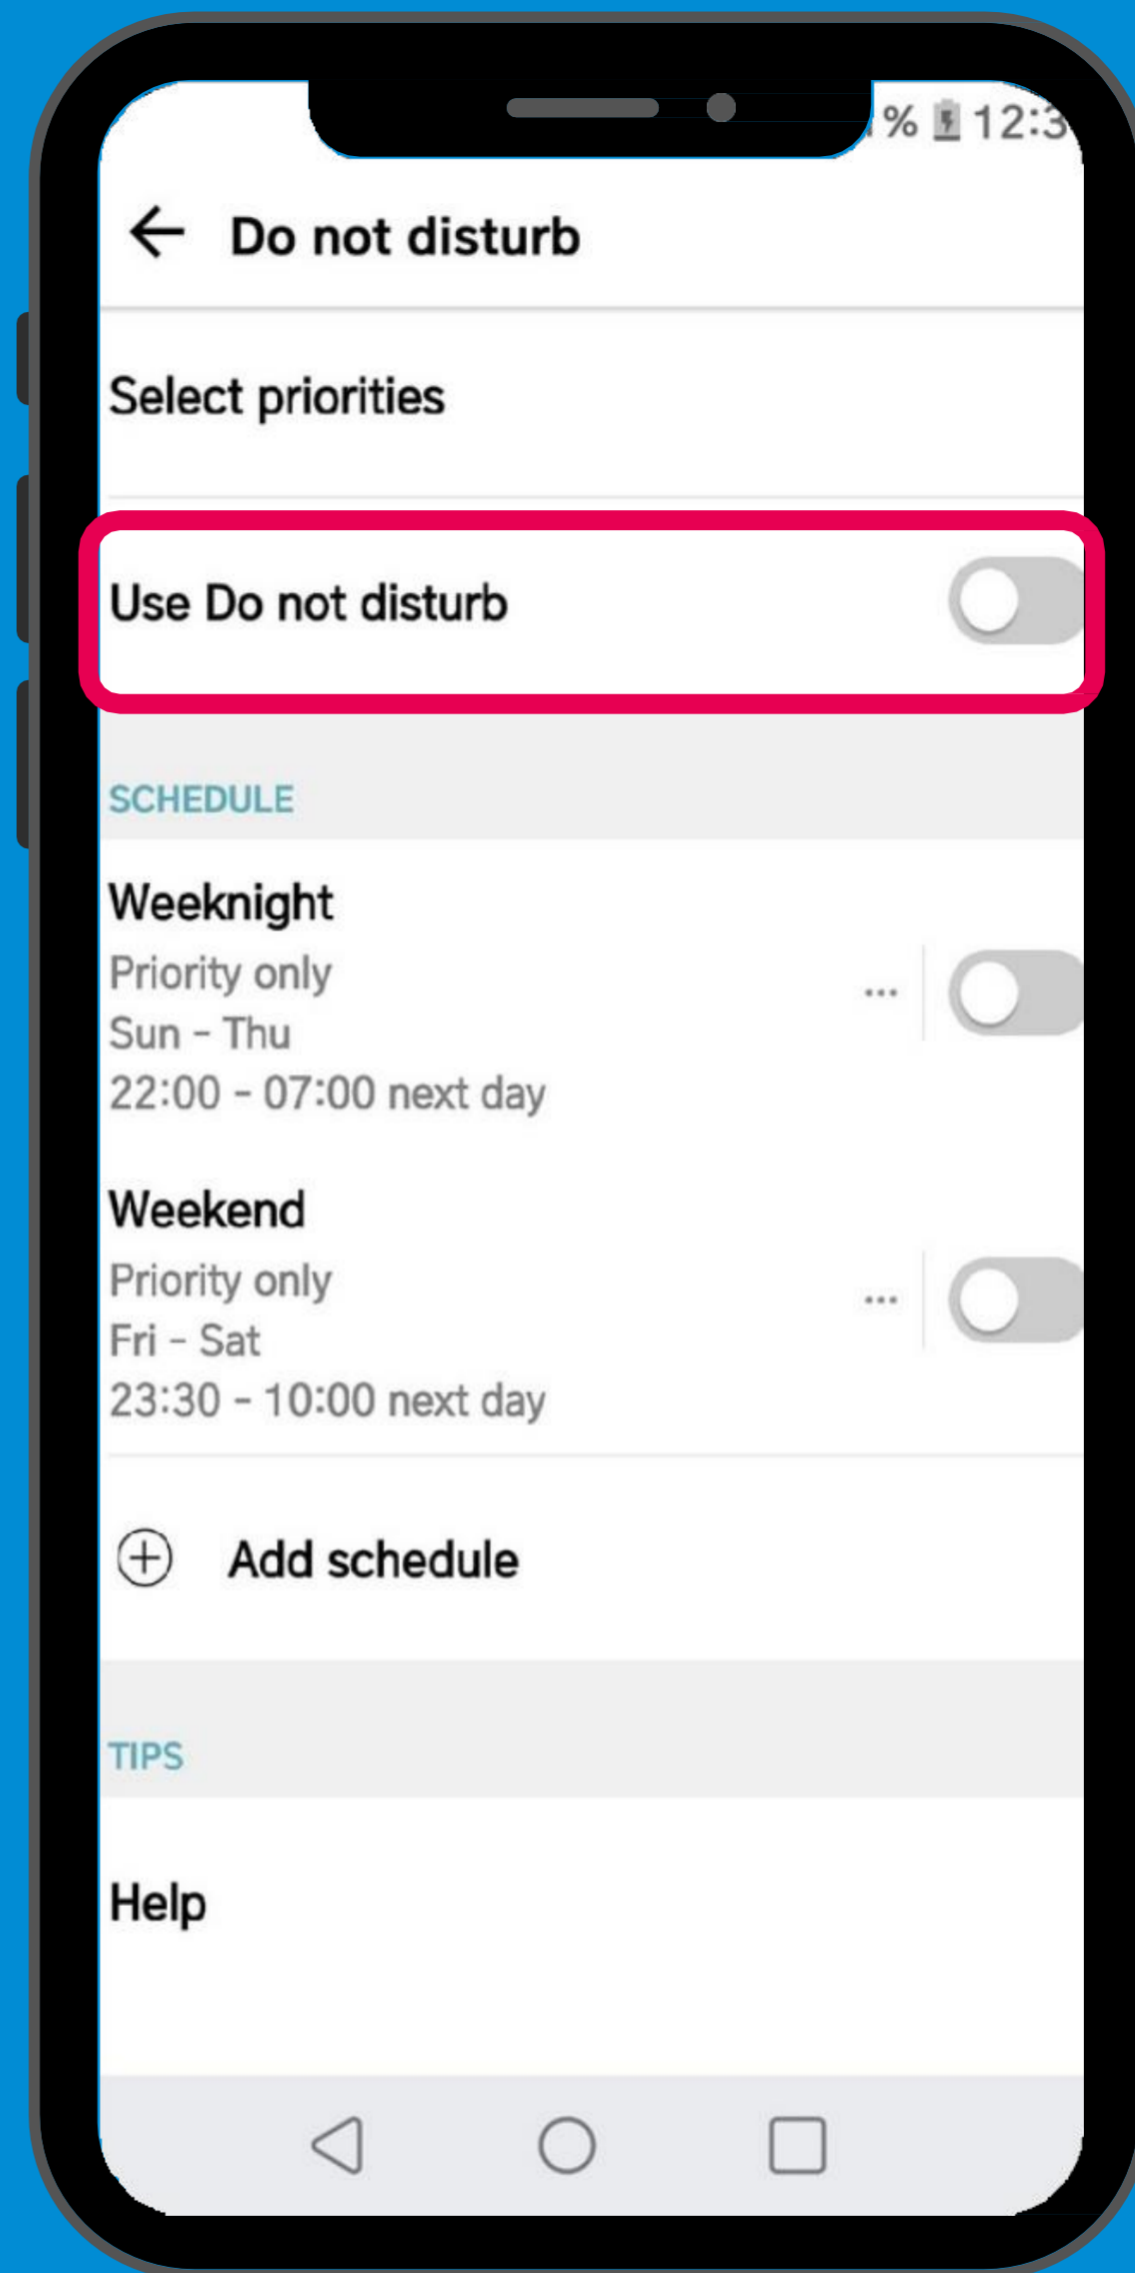 % 12:3
Do not disturb
Select priorities
Use Do not disturb
SCHEDULE
Weeknight
Priority only
Sun - Thu
22:00 - 07:00 next day
Weekend
Priority only
Fri - Sat
23:30 - 10:00 next day
Add schedule
TIPS
Help